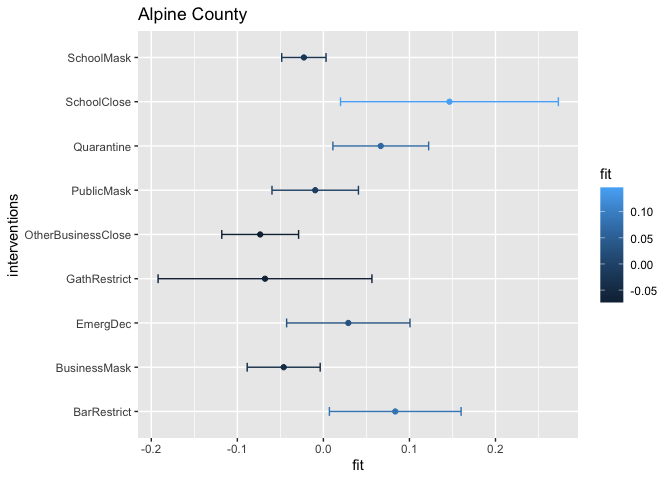 Alpine County
interventions
SchoolMask
SchoolClose
Quarantine
PublicMask
OtherBusinessClose
GathRestrict
EmergDec
BusinessMask
BarRestrict
-0.2 -0.1 0.0 0.1 0.2
fit
fit
0.10
0.05
0.00
-0.05